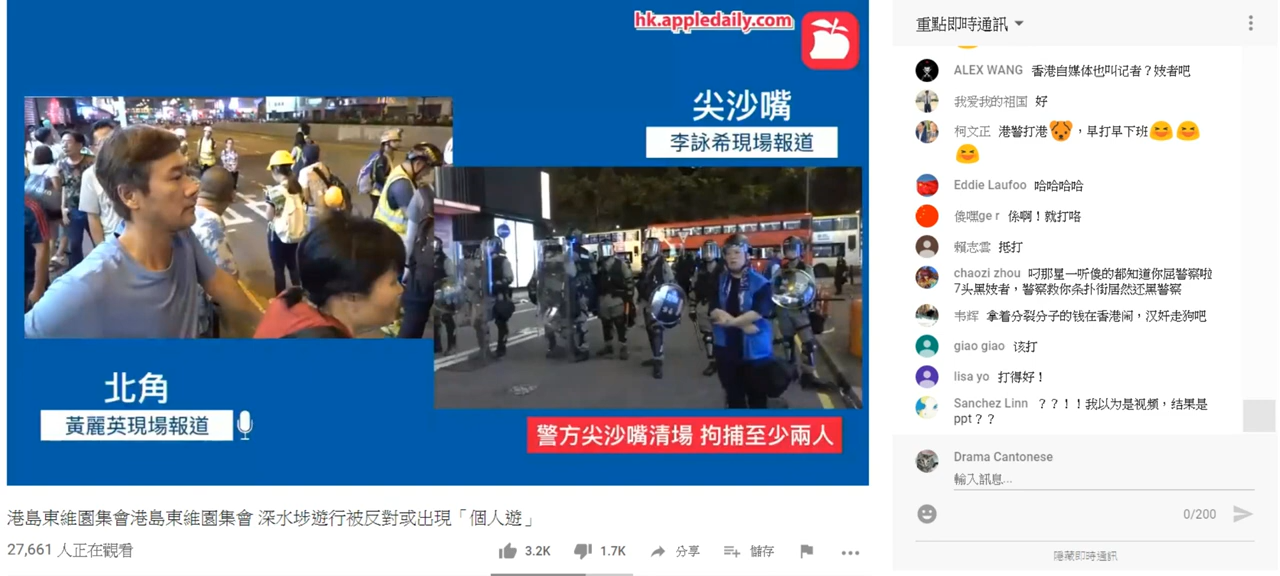 hk.appledaily.com
尖沙嘴
李詠希現場報道
北角
黃麗英現場報道
警方尖沙嘴清場 拘捕至少兩人
港島東維園集會港島東維園集會 深水埗遊行被反對或出現「個人遊」
27,661 人正在觀看
3.2K
1.7K
分享
儲存
重點即時通訊
ALEX WANG 香港自媒体也叫记者？妓者吧
我爱我的祖国 好
柯文正 港警打港🐶，早打早下班😆😆
😆
Eddie Laufoo 哈哈哈哈
傻嘿ge r 係啊！就打咯
賴志雲 抵打
chaozi zhou 叼那星一听傻的都知道你屈警察啦
7头黑妓者，警察救你条扑街居然还黑警察
韦辉 拿着分裂分子的钱在香港闹，汉奸走狗吧
giao giao 该打
lisa yo 打得好！
Sanchez Linn ？？！！我以为是视频，结果是
ppt？？
Drama Cantonese
輸入訊息...
0/200
隱藏即時通訊